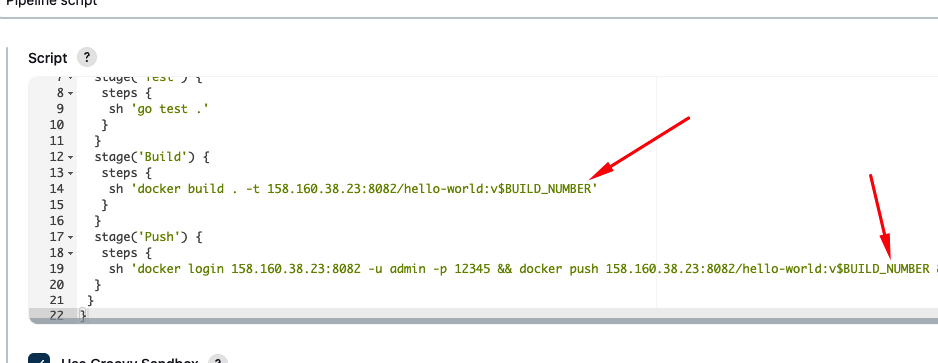 Pipeline script
Script ?
7 stage('Test') {
8 steps {
9 sh 'go test .'
10 }
11 }
12 stage('Build') {
13 steps {
14 sh 'docker build . -t 158.160.38.23:8082/hello-world:v$BUILD_NUMBER'
15 }
16 }
17 stage('Push') {
18 steps {
19 sh 'docker login 158.160.38.23:8082 -u admin -p 12345 && docker push 158.160.38.23:8082/hello-world:v$BUILD_NUMBER
20 }
21 }
22 }
Use Groovy Sandbox ?